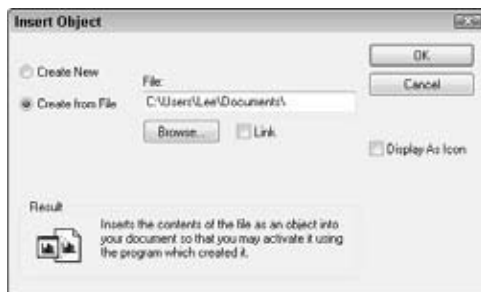 Insert Object
OK
Create New
File:
Cancel
Create from File
C:\Users\Lee\Documents\
Browse...
Link
Display As Icon
Result
Inserts the contents of the file as an object into
your document so that you may activate it using
the program which created it.